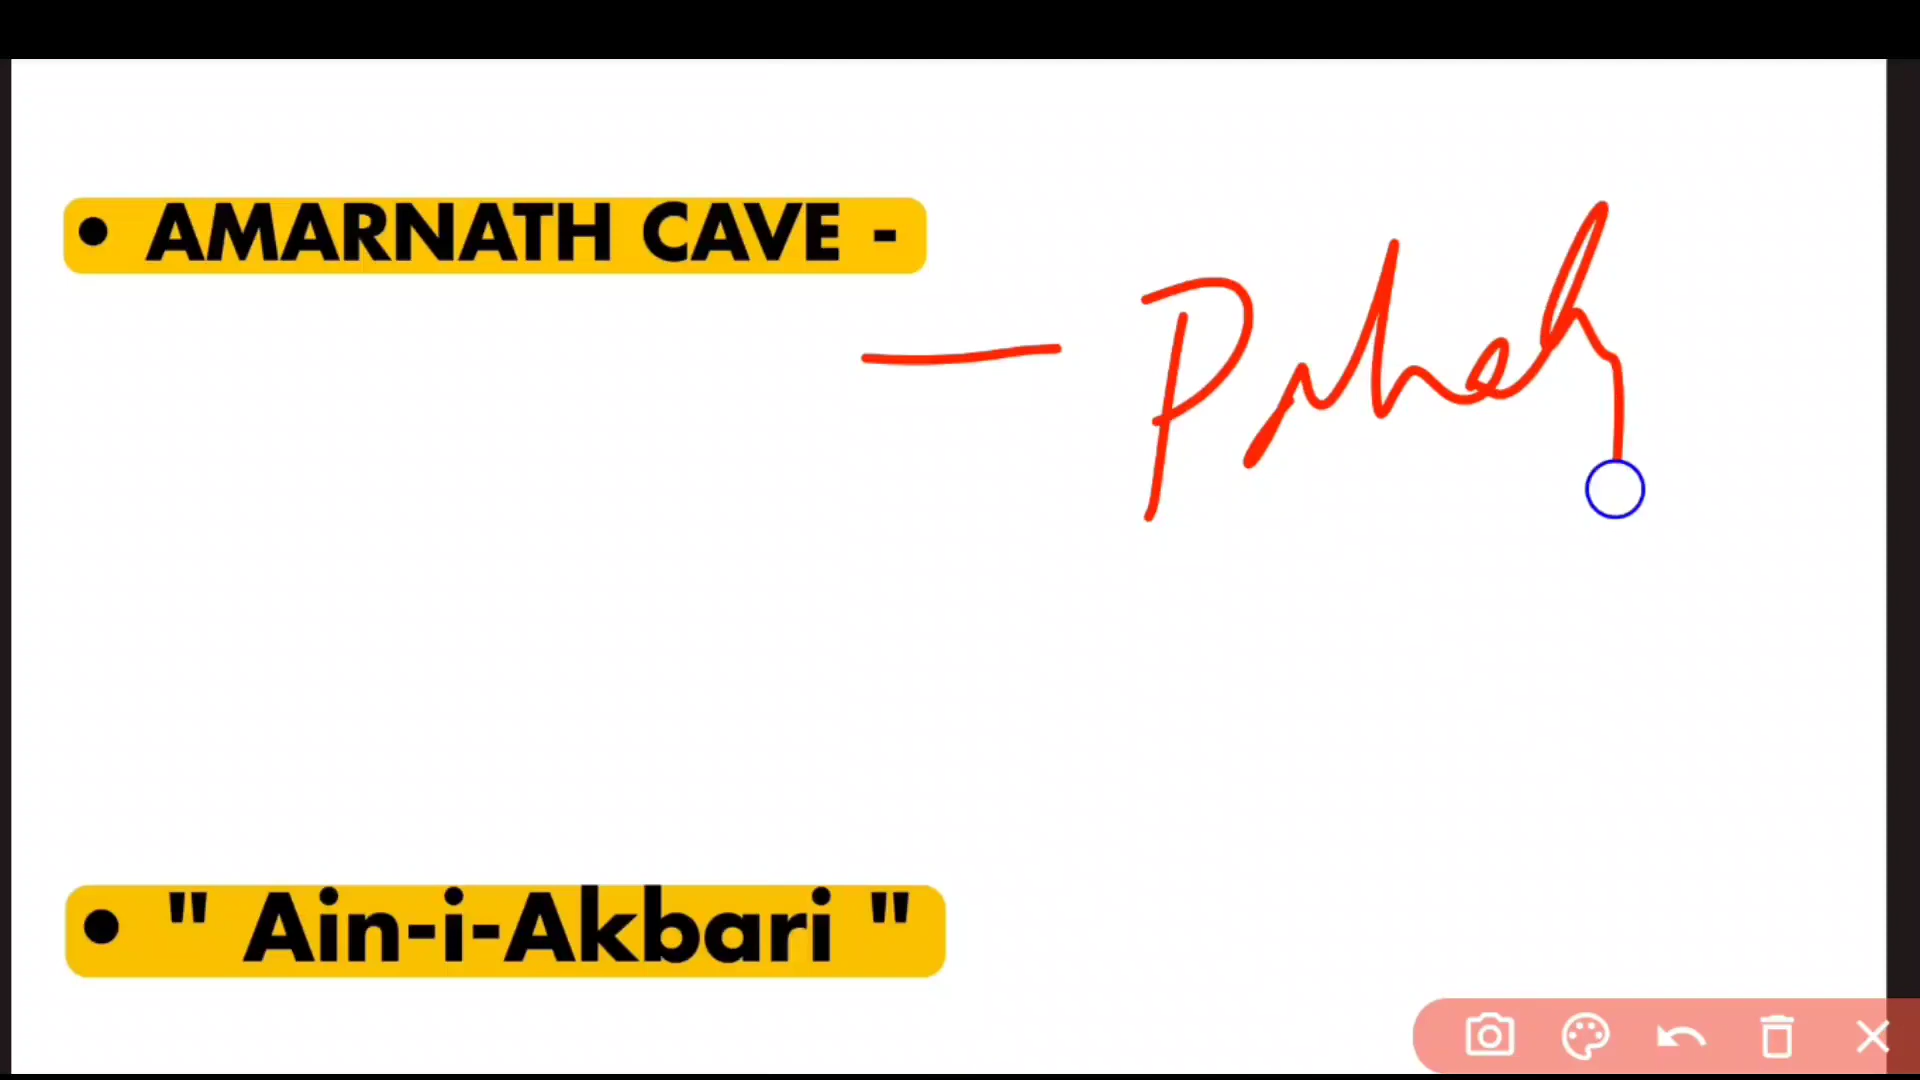 • AMARNATH CAVE -
• " Ain-i-Akbari "